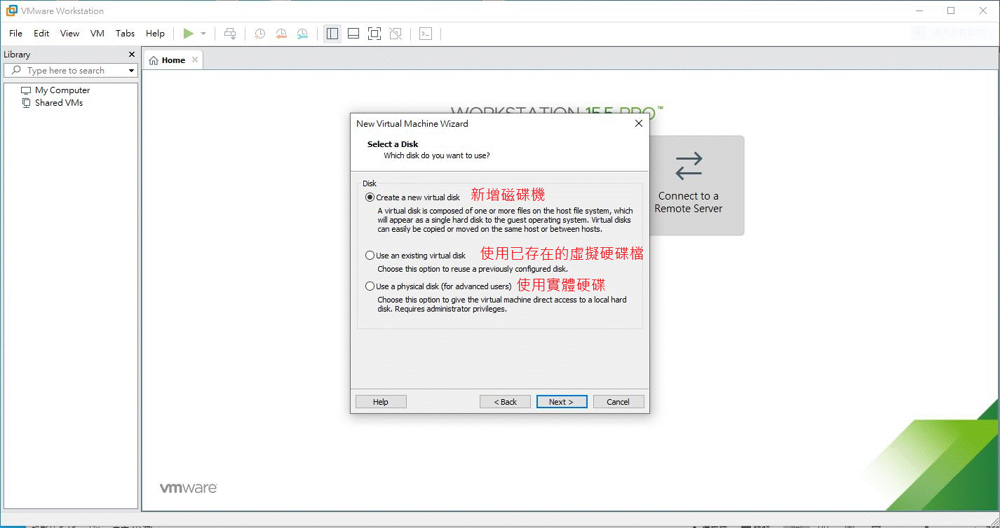 VMware Workstation
File Edit View VM Tabs Help
Library
Type here to search
Home
My Computer
Shared VMs
WORKSTATION 15.5 PRO™
New Virtual Machine Wizard
Select a Disk
Which disk do you want to use?
Disk
Create a new virtual disk 新增磁碟機
A virtual disk is composed of one or more files on the host file system, which
will appear as a single hard disk to the guest operating system. Virtual disks
can easily be copied or moved on the same host or between hosts.
Use an existing virtual disk 使用已存在的虛擬硬碟檔
Choose this option to reuse a previously configured disk.
Use a physical disk (for advanced users) 使用實體硬碟
Choose this option to give the virtual machine direct access to a local hard
disk. Requires administrator privileges.
Connect to a
Remote Server
Help < Back Next > Cancel
vmware